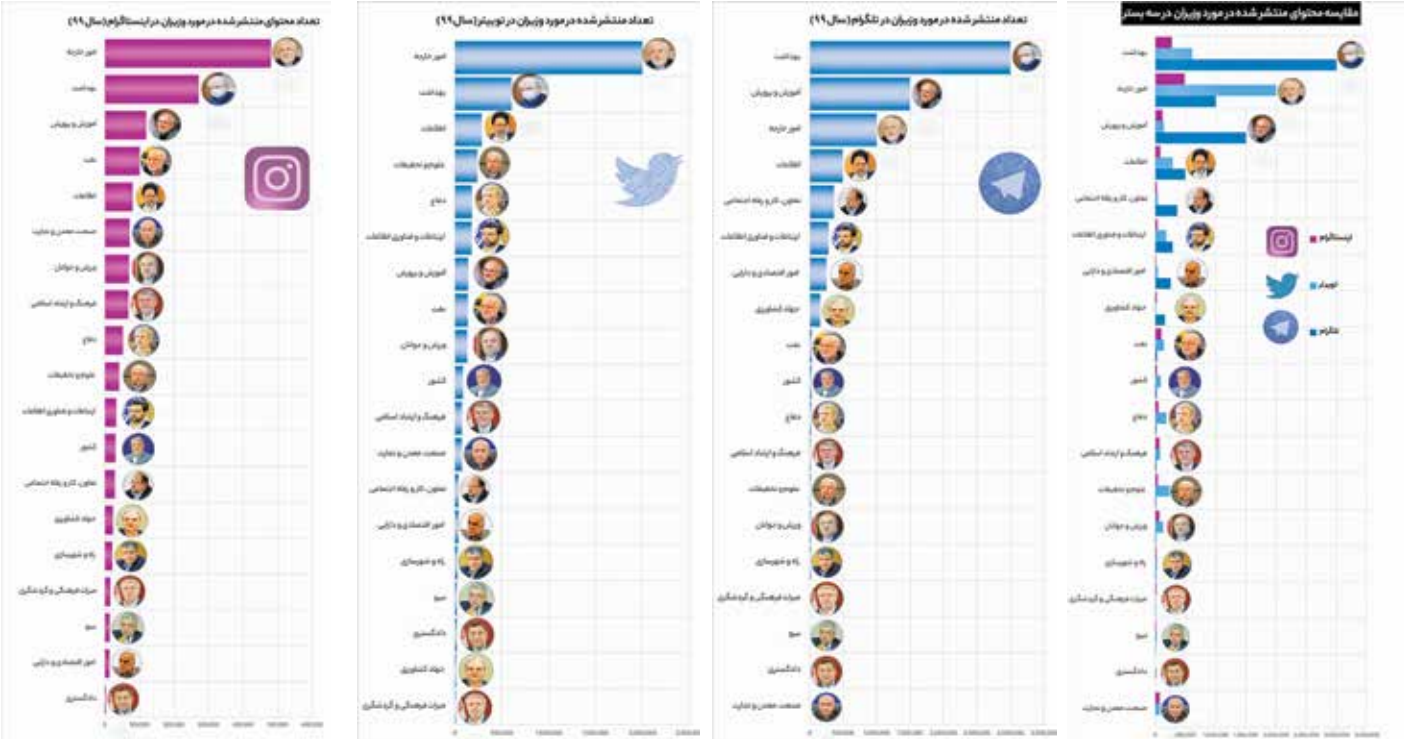 مقایسه محتوای منتشر شده در مورد وزیران در سه بستر
بهداشت
امور خارجه
آموزش و پرورش
اطلاعات
تعاون، کار و رفاه اجتماعی
ارتباطات و فناوری اطلاعات
امور اقتصادی و دارایی
جهاد کشاورزی
نفت
کشور
دفاع
فرهنگ و ارشاد اسلامی
علوم و تحقیقات
ورزش و جوانان
راه و شهرسازی
میراث فرهنگی و گردشگری
نیرو
دادگستری
صنعت معدن و تجارت
اینستاگرام
توییتر
تلگرام
تعداد منتشر شده در مورد وزیران در تلگرام (سال ۹۹)
بهداشت
آموزش و پرورش
امور خارجه
اطلاعات
تعاون، کار و رفاه اجتماعی
ارتباطات و فناوری اطلاعات
امور اقتصادی و دارایی
جهاد کشاورزی
نفت
کشور
دفاع
فرهنگ و ارشاد اسلامی
علوم و تحقیقات
ورزش و جوانان
راه و شهرسازی
میراث فرهنگی و گردشگری
نیرو
دادگستری
صنعت معدن و تجارت
تعداد منتشر شده در مورد وزیران در توییتر (سال ۹۹)
امور خارجه
بهداشت
اطلاعات
علوم و تحقیقات
دفاع
ارتباطات و فناوری اطلاعات
آموزش و پرورش
نفت
ورزش و جوانان
کشور
فرهنگ و ارشاد اسلامی
صنعت معدن و تجارت
تعاون، کار و رفاه اجتماعی
امور اقتصادی و دارایی
راه و شهرسازی
نیرو
دادگستری
جهاد کشاورزی
میراث فرهنگی و گردشگری
تعداد محتوای منتشر شده در مورد وزیران در اینستاگرام (سال ۹۹)
امور خارجه
بهداشت
آموزش و پرورش
نفت
اطلاعات
صنعت معدن و تجارت
ورزش و جوانان
فرهنگ و ارشاد اسلامی
دفاع
علوم و تحقیقات
ارتباطات و فناوری اطلاعات
کشور
تعاون، کار و رفاه اجتماعی
جهاد کشاورزی
راه و شهرسازی
میراث فرهنگی و گردشگری
نیرو
امور اقتصادی و دارایی
دادگستری